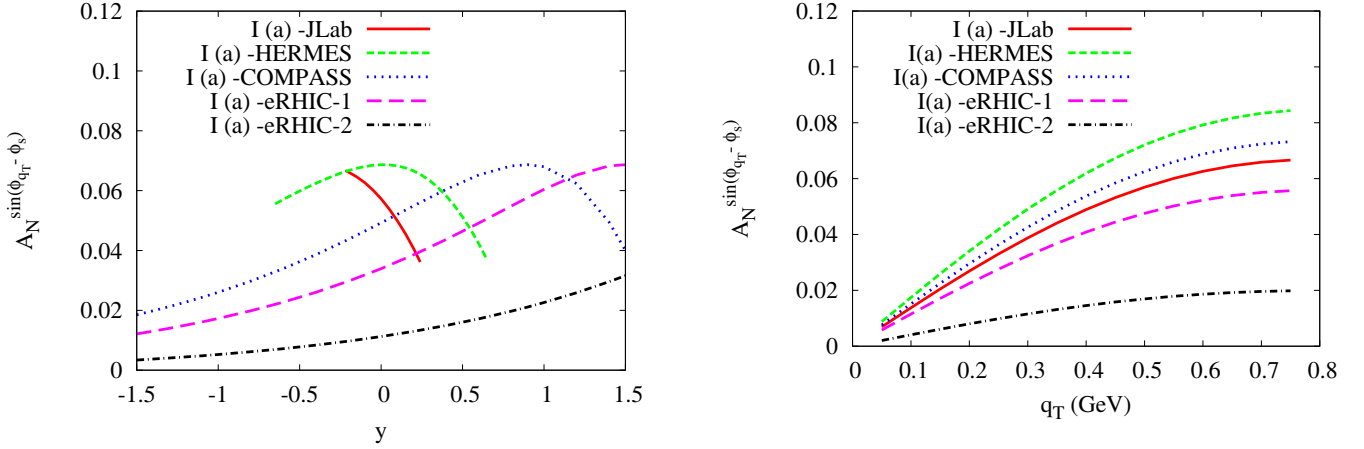 0.12
0.1
0.08
0.06
0.04
0.02
0
-1.5
-1
-0.5
0
0.5
1
1.5
A_N^sin(ϕ_qT - ϕ_s)
y
I (a) -JLab
I (a) -HERMES
I (a) -COMPASS
I (a) -eRHIC-1
I (a) -eRHIC-2
0.12
0.1
0.08
0.06
0.04
0.02
0
0
0.1
0.2
0.3
0.4
0.5
0.6
0.7
0.8
A_N^sin(ϕ_qT - ϕ_s)
q_T (GeV)
I (a) -JLab
I(a) -HERMES
I(a) -COMPASS
I(a) -eRHIC-1
I(a) -eRHIC-2